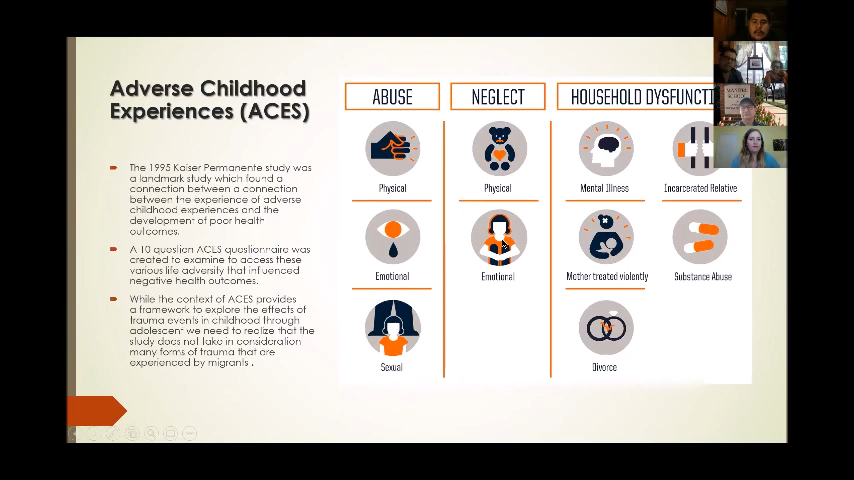 Adverse Childhood
Experiences (ACES)
The 1995 Kaiser Permanente study was
a landmark study which found a
connection between a connection
between the experience of adverse
childhood experiences and the
development of poor health
outcomes.
A 10 question ACES questionnaire was
created to examine to access these
various life adversity that influenced
negative health outcomes.
While the context of ACES provides
a framework to explore the effects of
trauma events in childhood through
adolescent we need to realize that the
study does not take in consideration
many forms of trauma that are
experienced by migrants .
ABUSE
Physical
Emotional
Sexual
NEGLECT
Physical
Emotional
HOUSEHOLD DYSFUNCTI
Mental Illness
Incarcerated Relative
Mother treated violently
Substance Abuse
Divorce